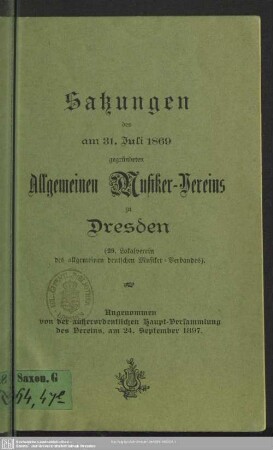 Satzungen
des
am 31. Juli 1869
gegründeten
Allgemeinen Musiker-Vereins
zu
Dresden
(29. Lokalverein
des Allgemeinen deutschen Musiker-Verbandes).
Angenommen
von der außerordentlichen Haupt-Versammlung
des Vereins, am 24. September 1897.
Saxon. G
54, 47e